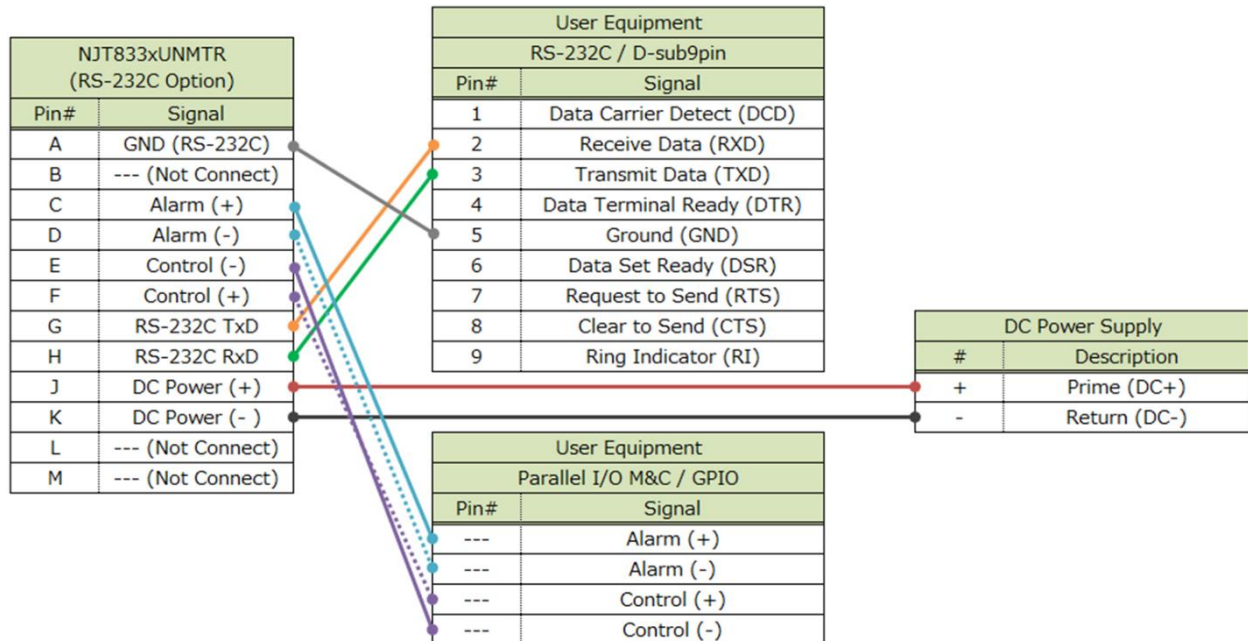 NJT833xUNMTR
(RS-232C Option)
Pin# Signal
A GND (RS-232C)
B --- (Not Connect)
C Alarm (+)
D Alarm (-)
E Control (-)
F Control (+)
G RS-232C TxD
H RS-232C RxD
J DC Power (+)
K DC Power (- )
L --- (Not Connect)
M --- (Not Connect)
User Equipment
RS-232C / D-sub9pin
Pin# Signal
1 Data Carrier Detect (DCD)
2 Receive Data (RXD)
3 Transmit Data (TXD)
4 Data Terminal Ready (DTR)
5 Ground (GND)
6 Data Set Ready (DSR)
7 Request to Send (RTS)
8 Clear to Send (CTS)
9 Ring Indicator (RI)
DC Power Supply
# Description
+ Prime (DC+)
- Return (DC-)
User Equipment
Parallel I/O M&C / GPIO
Pin# Signal
--- Alarm (+)
--- Alarm (-)
--- Control (+)
--- Control (-)